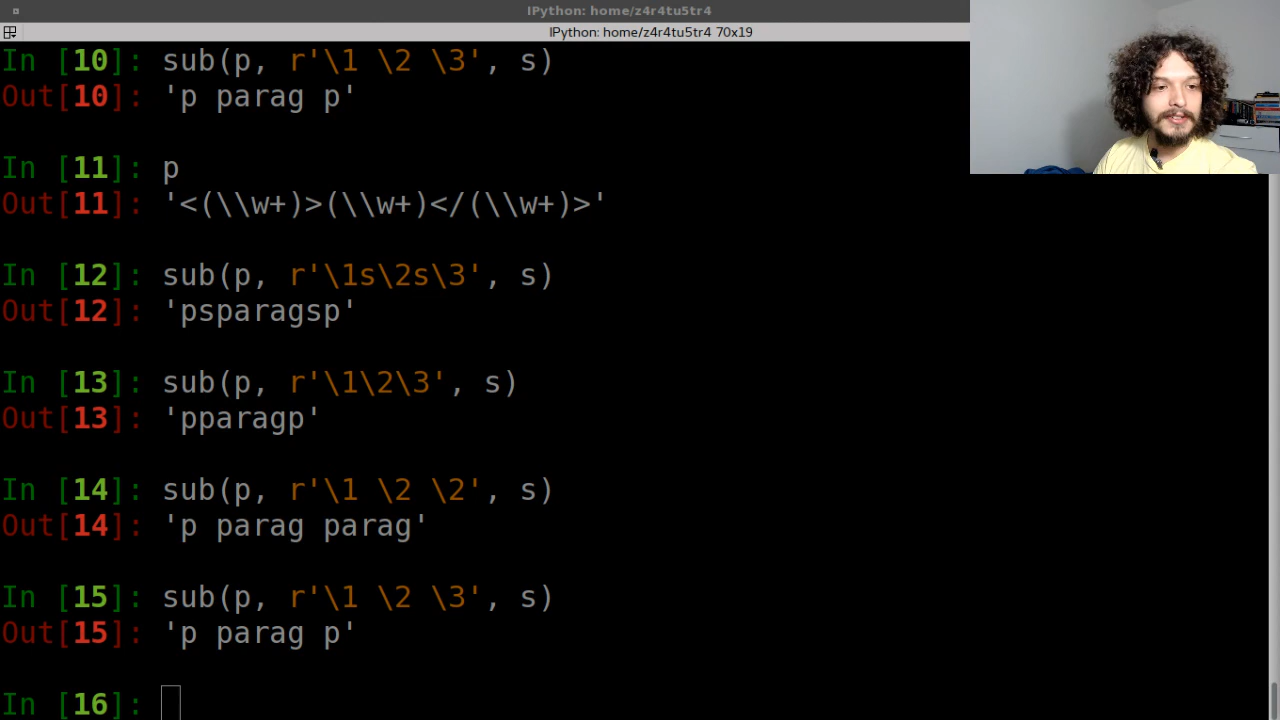 IPython: home/z4r4tu5tr4
IPython: home/z4r4tu5tr4 70x19
In [10]: sub(p, r'\1 \2 \3', s)
Out[10]: 'p parag p'
In [11]: p
Out[11]: '<(\\w+)>(\\w+)</(\\w+)>'
In [12]: sub(p, r'\1s\2s\3', s)
Out[12]: 'psparagsp'
In [13]: sub(p, r'\1\2\3', s)
Out[13]: 'pparagp'
In [14]: sub(p, r'\1 \2 \2', s)
Out[14]: 'p parag parag'
In [15]: sub(p, r'\1 \2 \3', s)
Out[15]: 'p parag p'
In [16]: